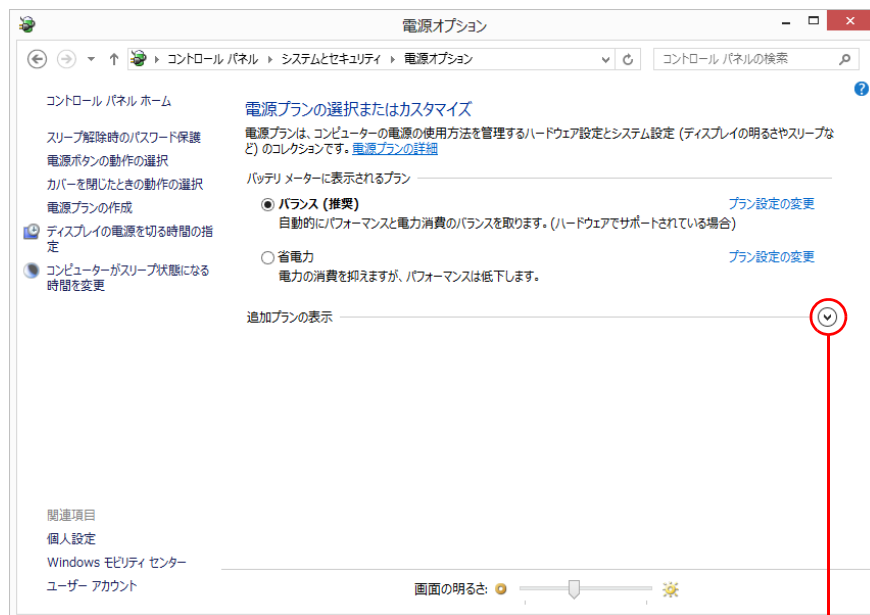 電源オプション
コントロール パネル ▸ システムとセキュリティ ▸ 電源オプション
コントロール パネルの検索
コントロール パネル ホーム
スリープ解除時のパスワード保護
電源ボタンの動作の選択
カバーを閉じたときの動作の選択
電源プランの作成
ディスプレイの電源を切る時間の指
定
コンピューターがスリープ状態になる
時間を変更
電源プランの選択またはカスタマイズ
電源プランは、コンピューターの電源の使用方法を管理するハードウェア設定とシステム設定 (ディスプレイの明るさやスリープな
ど) のコレクションです。電源プランの詳細
バッテリ メーターに表示されるプラン
バランス (推奨) プラン設定の変更
自動的にパフォーマンスと電力消費のバランスを取ります。(ハードウェアでサポートされている場合)
省電力 プラン設定の変更
電力の消費を抑えますが、パフォーマンスは低下します。
追加プランの表示
関連項目
個人設定
Windows モビリティ センター
ユーザー アカウント
画面の明るさ: